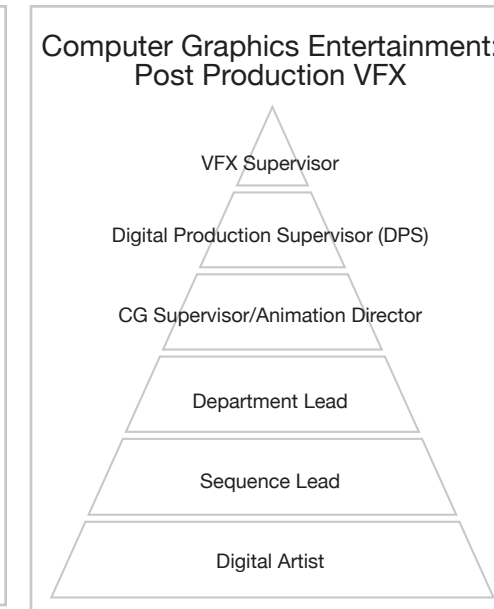 Computer Graphics Entertainment:
Post Production VFX
VFX Supervisor
Digital Production Supervisor (DPS)
CG Supervisor/Animation Director
Department Lead
Sequence Lead
Digital Artist